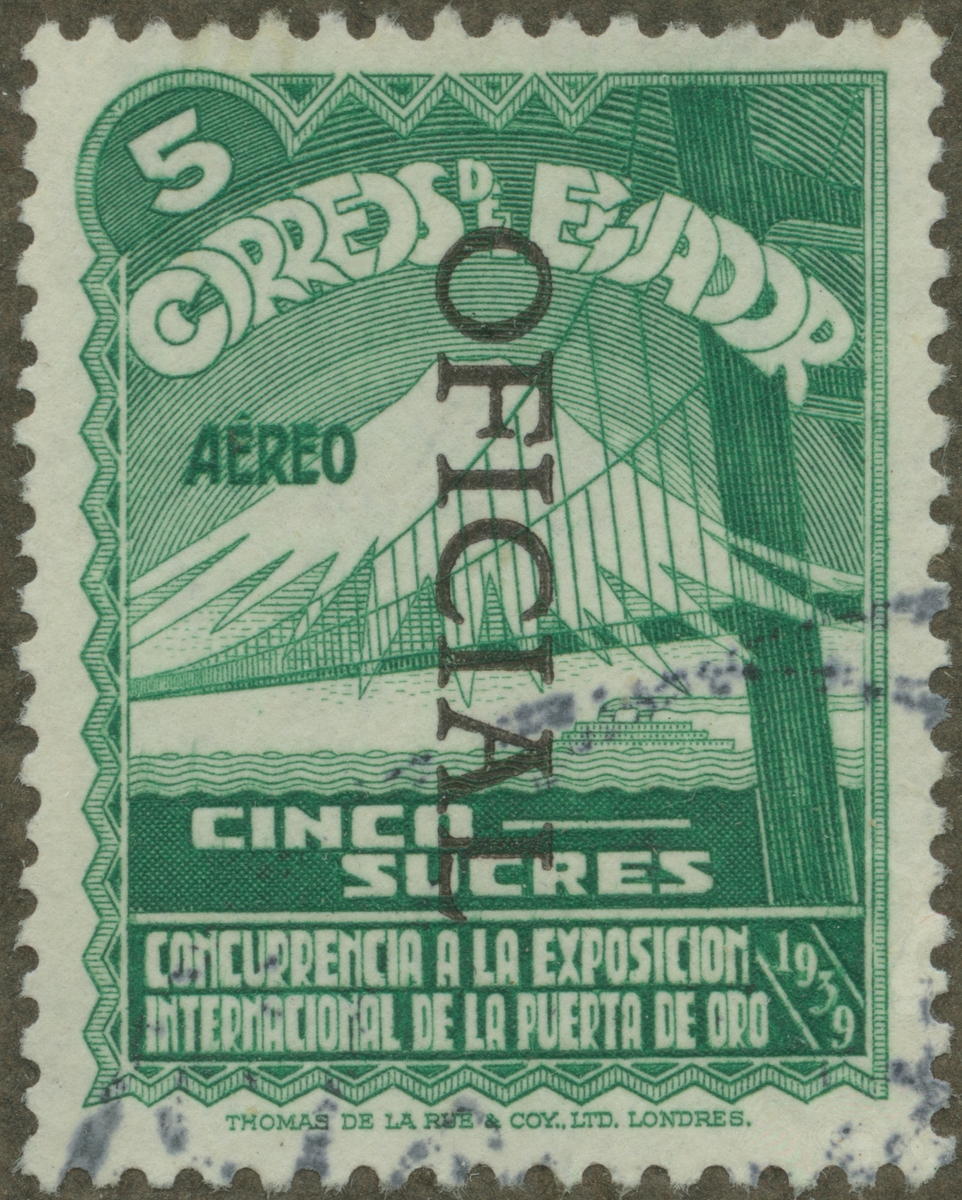 5
CORREOS DE ECUADOR
AÉREO
OFICIAL
CINCO
SUCRES
CONCURRENCIA A LA EXPOSICION
INTERNACIONAL DE LA PUERTA DE ORO
1939
THOMAS DE LA RUE & COY., LTD. LONDRES.